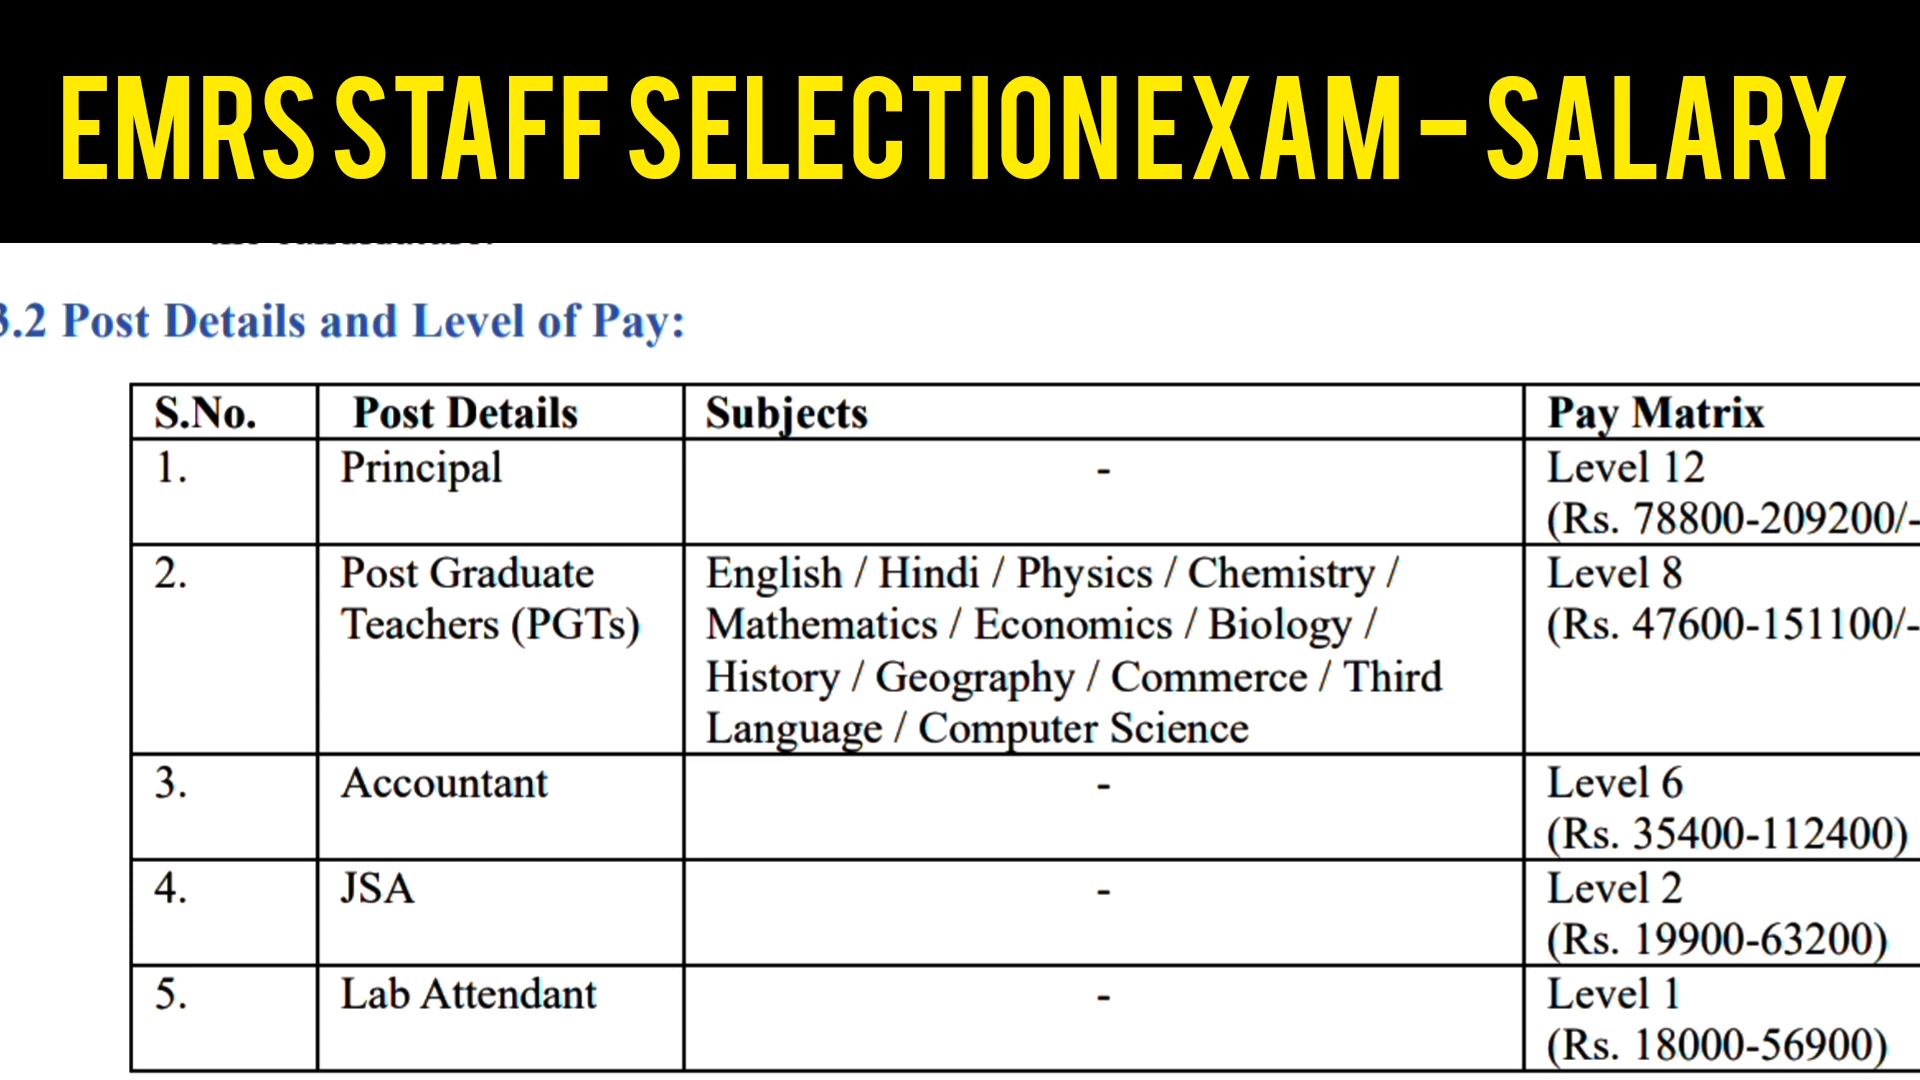 EMRS STAFF SELECTION EXAM – SALARY
3.2 Post Details and Level of Pay:
S.No. Post Details Subjects Pay Matrix
1. Principal - Level 12
(Rs. 78800-209200/-
2. Post Graduate English / Hindi / Physics / Chemistry / Level 8
Teachers (PGTs) Mathematics / Economics / Biology / (Rs. 47600-151100/-
History / Geography / Commerce / Third
Language / Computer Science
3. Accountant - Level 6
(Rs. 35400-112400)
4. JSA - Level 2
(Rs. 19900-63200)
5. Lab Attendant - Level 1
(Rs. 18000-56900)